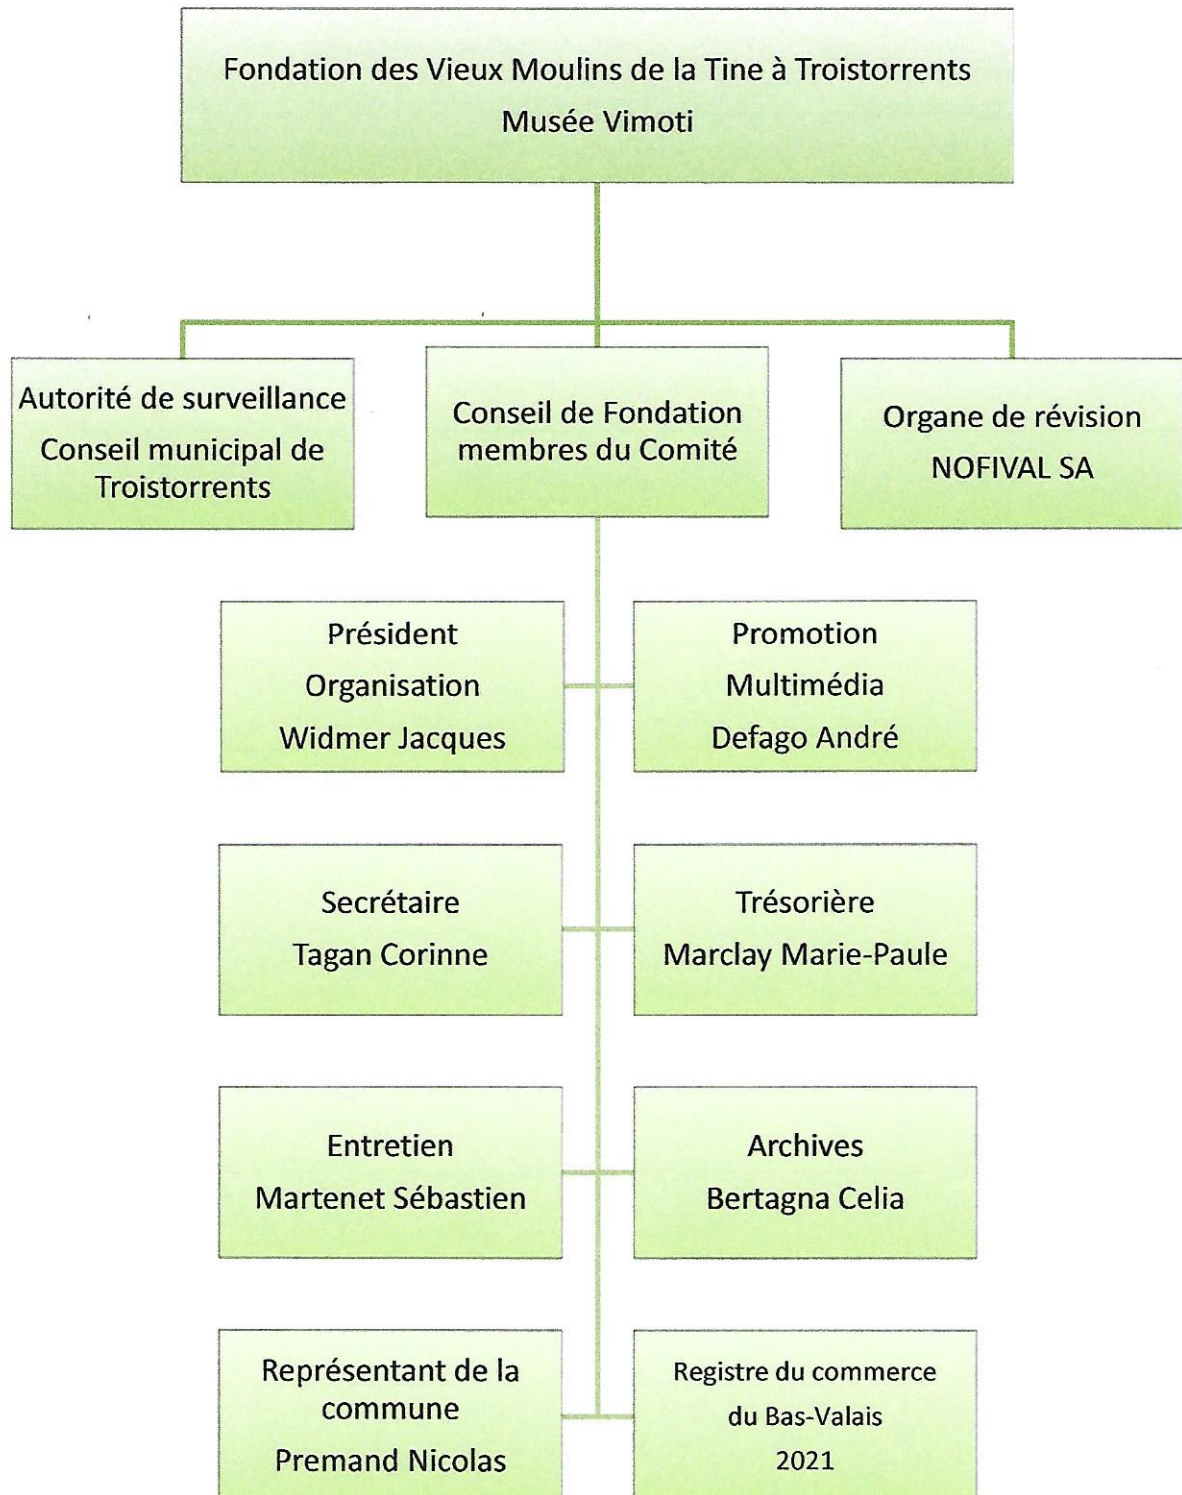 Fondation des Vieux Moulins de la Tine à Troistorrents
Musée Vimoti
Autorité de surveillance
Conseil municipal de
Troistorrents
Conseil de Fondation
membres du Comité
Organe de révision
NOFIVAL SA
Président
Organisation
Widmer Jacques
Promotion
Multimédia
Defago André
Secrétaire
Tagan Corinne
Trésorière
Marclay Marie-Paule
Entretien
Martenet Sébastien
Archives
Bertagna Celia
Représentant de la
commune
Premand Nicolas
Registre du commerce
du Bas-Valais
2021